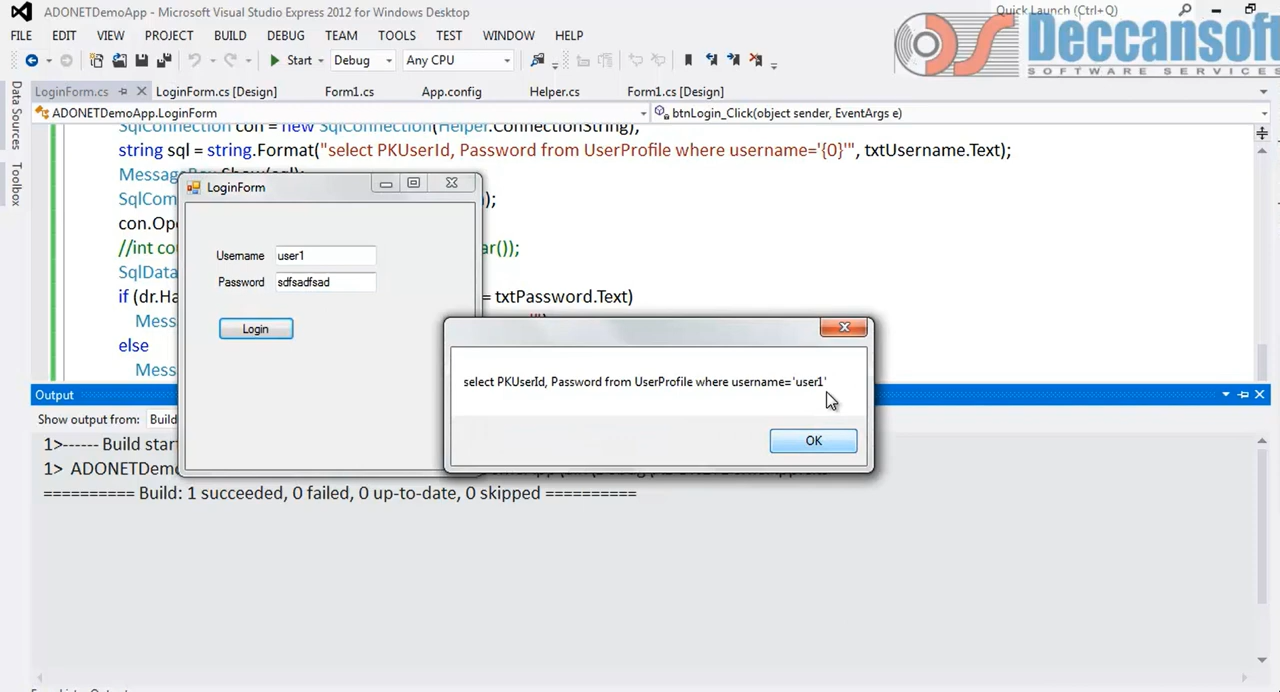 ADONETDemoApp - Microsoft Visual Studio Express 2012 for Windows Desktop
Quick Launch (Ctrl+Q)
Deccansoft
SOFTWARE SERVICES
FILE EDIT VIEW PROJECT BUILD DEBUG TEAM TOOLS TEST WINDOW HELP
Start Debug Any CPU
LoginForm.cs LoginForm.cs [Design] Form1.cs App.config Helper.cs Form1.cs [Design]
ADONETDemoApp.LoginForm btnLogin_Click(object sender, EventArgs e)
Data Sources
Toolbox
SqlConnection con = new SqlConnection(Helper.ConnectionString);
string sql = string.Format("select PKUserId, Password from UserProfile where username='{0}'", txtUsername.Text);
SqlCom
con.Ope
//int cou ar());
SqlData
if (dr.Ha = txtPassword.Text)
Mess
else
Mess
LoginForm
Username user1
Password sdfsadfsad
Login
select PKUserId, Password from UserProfile where username='user1'
OK
Output
Show output from: Build
1>------ Build start
1> ADONETDemo
========== Build: 1 succeeded, 0 failed, 0 up-to-date, 0 skipped ==========